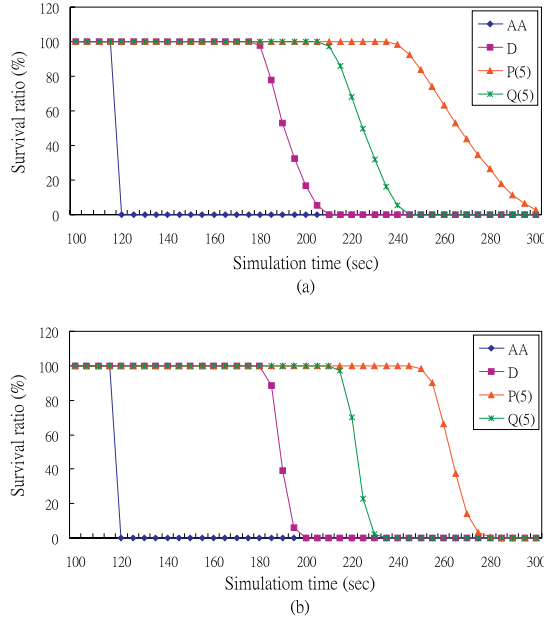 120
100
80
60
40
20
0
Survival ratio (%)
AA
D
P(5)
Q(5)
100 120 140 160 180 200 220 240 260 280 300
Simulation time (sec)
(a)
120
100
80
60
40
20
0
Survival ratio (%)
AA
D
P(5)
Q(5)
100 120 140 160 180 200 220 240 260 280 300
Simulatiom time (sec)
(b)